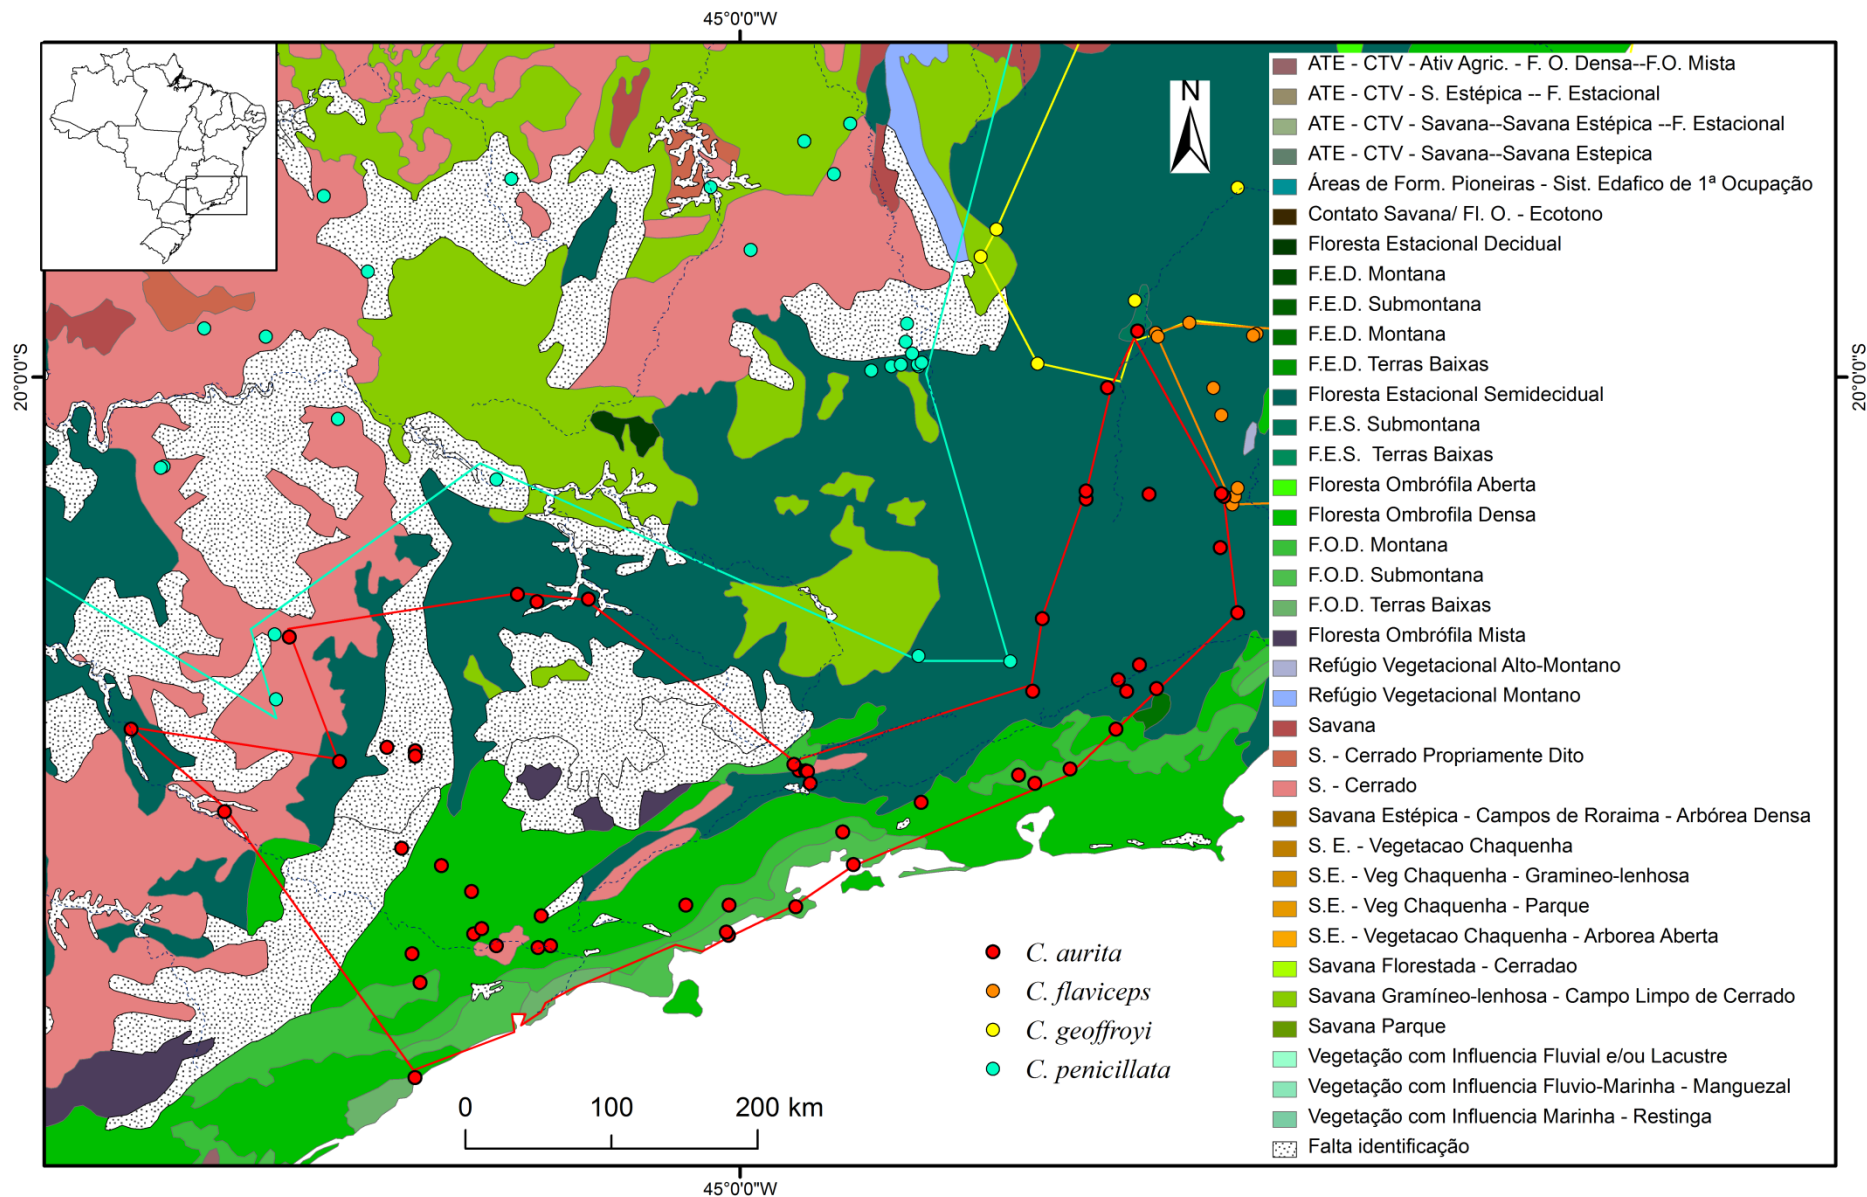 45°0'0"W
N
20°0'0"S
20°0'0"S
ATE - CTV - Ativ Agric. - F. O. Densa--F.O. Mista
ATE - CTV - S. Estépica -- F. Estacional
ATE - CTV - Savana--Savana Estépica --F. Estacional
ATE - CTV - Savana--Savana Estepica
Áreas de Form. Pioneiras - Sist. Edafico de 1ª Ocupação
Contato Savana/ Fl. O. - Ecotono
Floresta Estacional Decidual
F.E.D. Montana
F.E.D. Submontana
F.E.D. Montana
F.E.D. Terras Baixas
Floresta Estacional Semidecidual
F.E.S. Submontana
F.E.S. Terras Baixas
Floresta Ombrófila Aberta
Floresta Ombrofila Densa
F.O.D. Montana
F.O.D. Submontana
F.O.D. Terras Baixas
Floresta Ombrófila Mista
Refúgio Vegetacional Alto-Montano
Refúgio Vegetacional Montano
Savana
S. - Cerrado Propriamente Dito
S. - Cerrado
Savana Estépica - Campos de Roraima - Arbórea Densa
S. E. - Vegetacao Chaquenha
S.E. - Veg Chaquenha - Gramineo-lenhosa
S.E. - Veg Chaquenha - Parque
S.E. - Vegetacao Chaquenha - Arborea Aberta
Savana Florestada - Cerradao
Savana Gramíneo-lenhosa - Campo Limpo de Cerrado
Savana Parque
Vegetação com Influencia Fluvial e/ou Lacustre
Vegetação com Influencia Fluvio-Marinha - Manguezal
Vegetação com Influencia Marinha - Restinga
Falta identificação
C. aurita
C. flaviceps
C. geoffroyi
C. penicillata
0 100 200 km
45°0'0"W